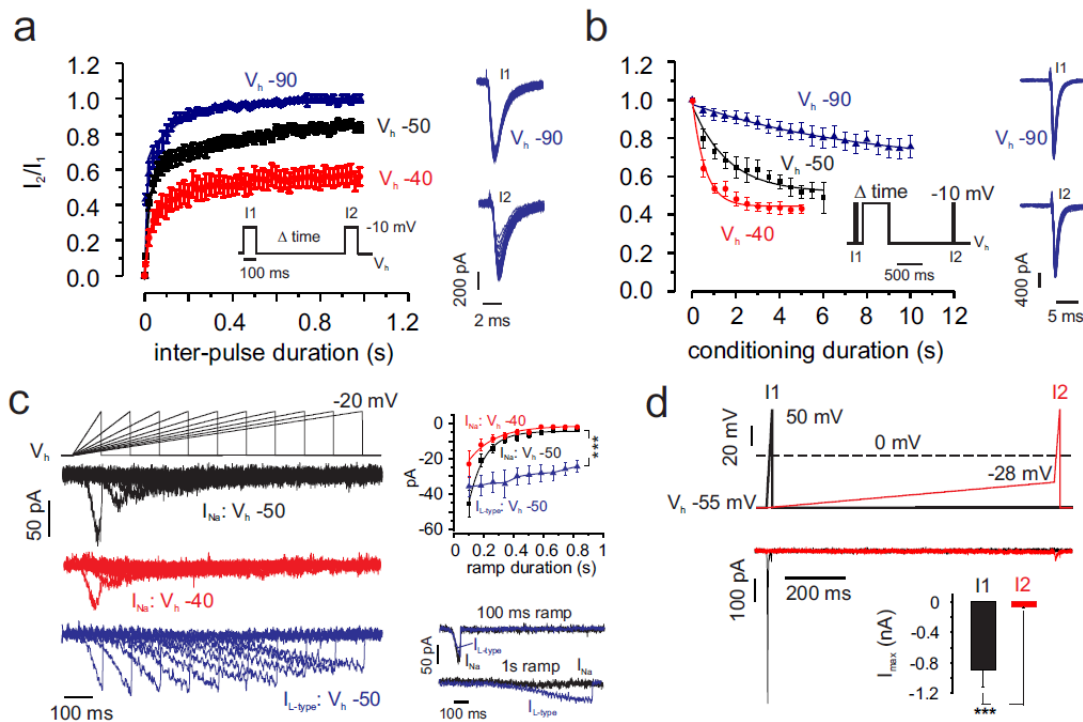 a
1.2
1.0
0.8
0.6
0.4
0.2
0.0
I2/I1
Vh -90
Vh -50
Vh -40
I1
I2
Δ time
-10 mV
Vh
100 ms
0
0.4
0.8
1.2
inter-pulse duration (s)
I1
Vh -90
I2
200 pA
2 ms
b
1.2
1.0
0.8
0.6
0.4
0.2
0.0
Vh -90
Vh -50
Vh -40
Δ time
-10 mV
Vh
I1
I2
500 ms
0 2 4 6 8 10 12
conditioning duration (s)
I1
Vh -90
I2
400 pA
5 ms
c
-20 mV
Vh
50 pA
INa: Vh -50
INa: Vh -40
IL-type: Vh -50
100 ms
0
-20
-40
-60
pA
INa: Vh -40
INa: Vh -50
IL-type: Vh -50
***
0 0.2 0.4 0.6 0.8 1
ramp duration (s)
100 ms ramp
50 pA
IL-type
INa
1s ramp
INa
IL-type
100 ms
d
I1
I2
20 mV
50 mV
0 mV
-28 mV
Vh -55 mV
100 pA
200 ms
I1
I2
0
-0.4
-0.8
-1.2
Imax (nA)
***